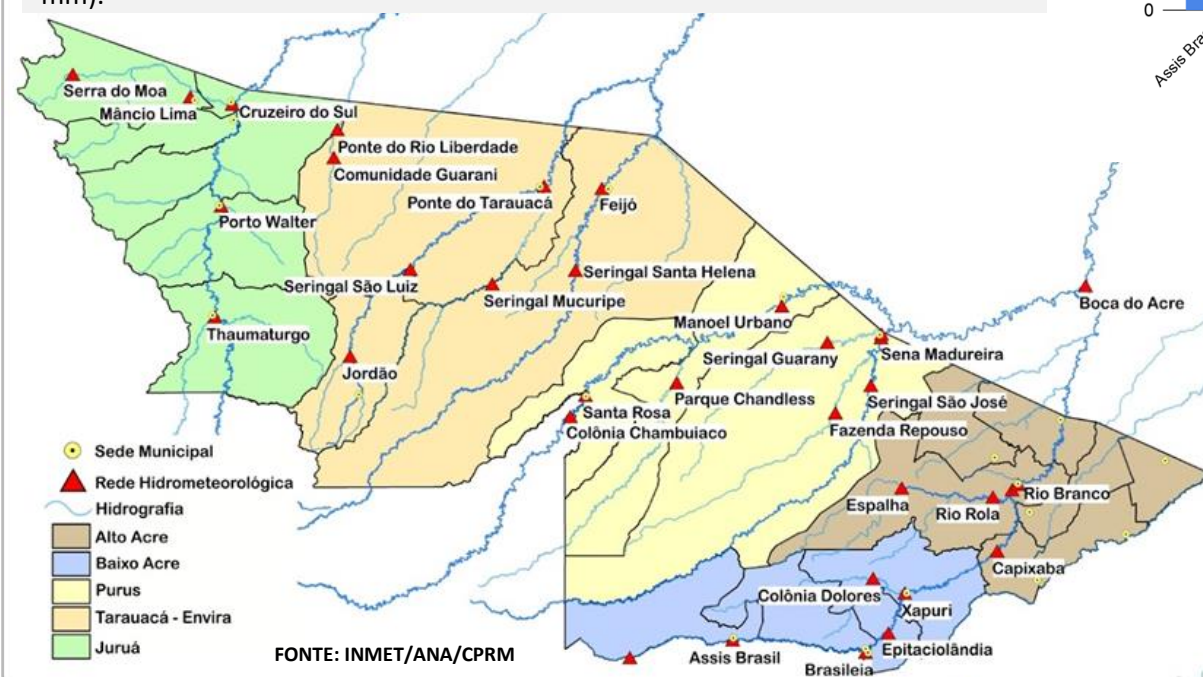 mm).
0
Assis Bra
Serra do Moa
Mâncio Lima
Cruzeiro do Sul
Ponte do Rio Liberdade
Comunidade Guarani
Ponte do Tarauacá
Feijó
Porto Walter
Seringal São Luiz
Seringal Santa Helena
Seringal Mucuripe
Boca do Acre
Manoel Urbano
Thaumaturgo
Seringal Guarany
Sena Madureira
Jordão
Parque Chandless
Seringal São José
Santa Rosa
Colônia Chambuiaco
Fazenda Repouso
Sede Municipal
Rede Hidrometeorológica
Hidrografia
Alto Acre
Baixo Acre
Purus
Tarauacá - Envira
Juruá
Espalha
Rio Rola
Rio Branco
Capixaba
Colônia Dolores
Xapuri
Epitaciolândia
Assis Brasil
Brasileia
FONTE: INMET/ANA/CPRM